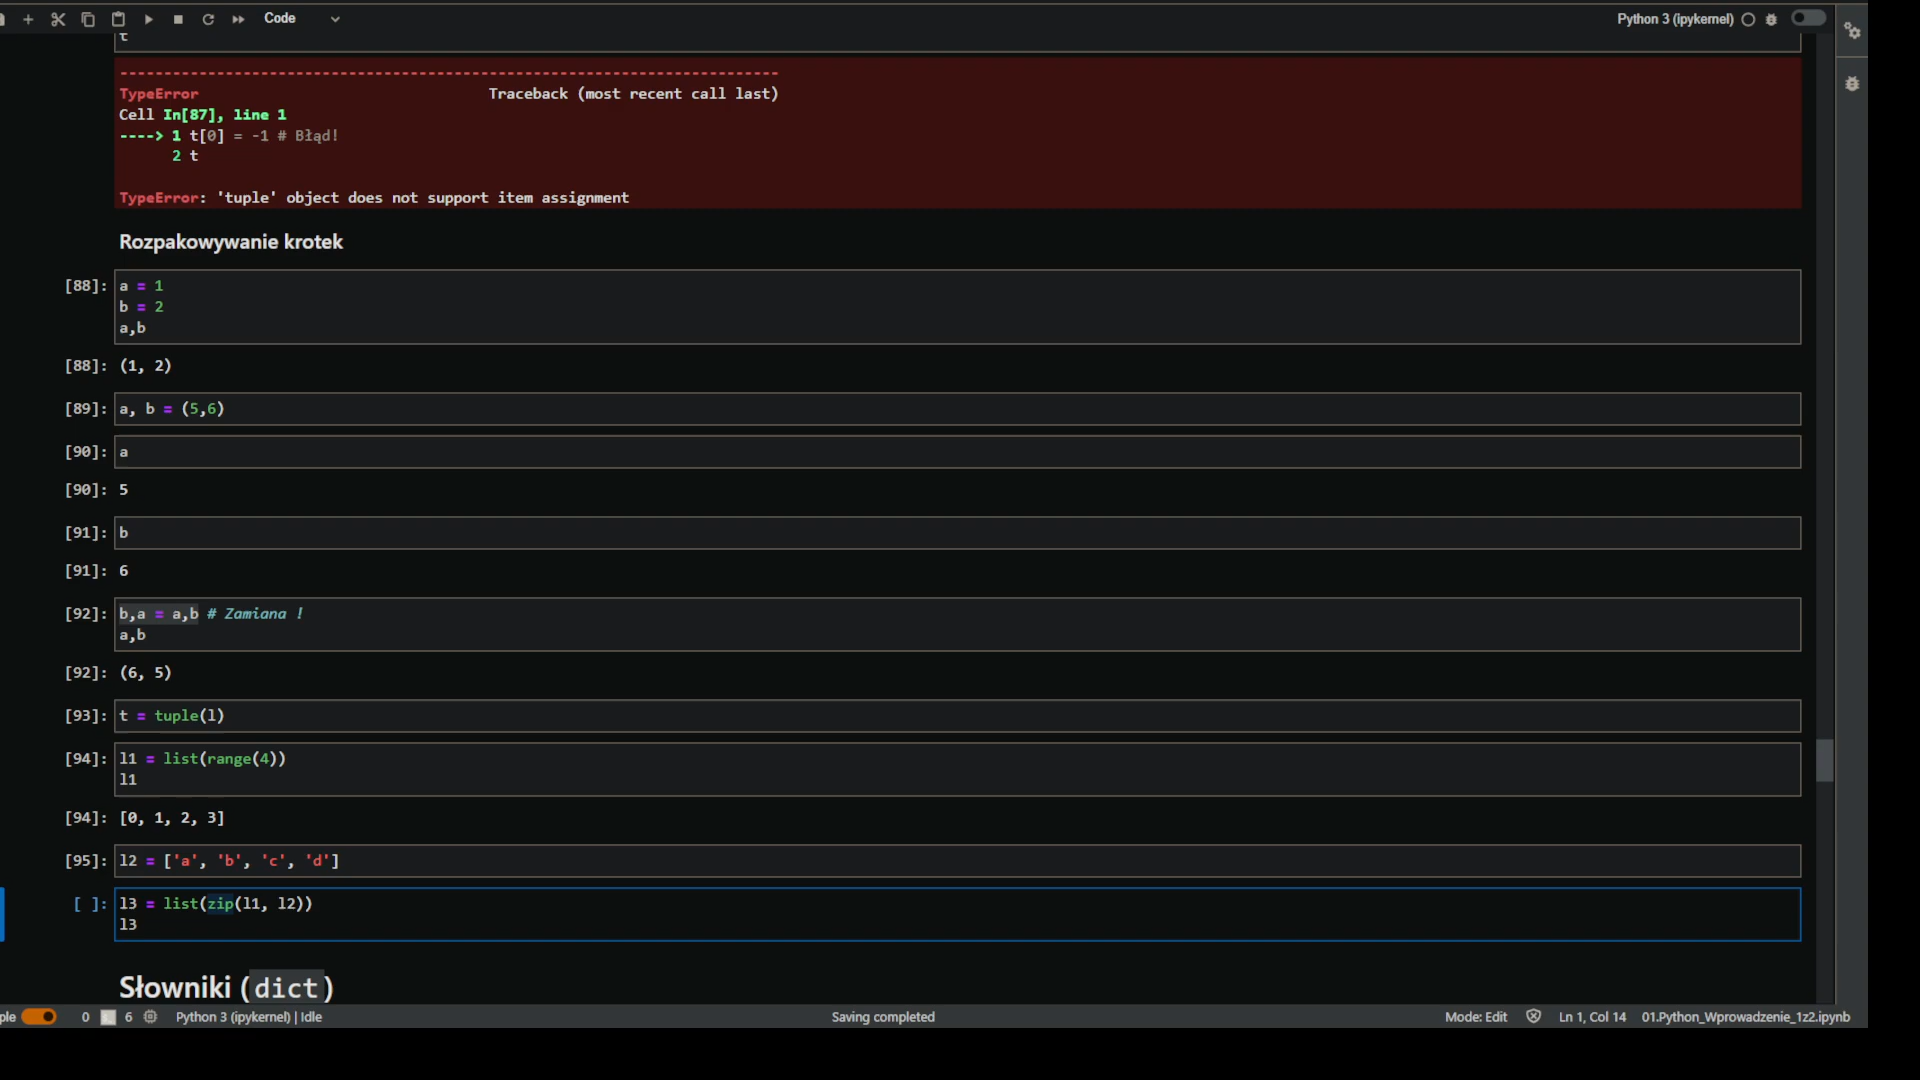 Code
Python 3 (ipykernel)
t
---------------------------------------------------------------------------
TypeError Traceback (most recent call last)
Cell In[87], line 1
----> 1 t[0] = -1 # Błąd!
2 t
TypeError: 'tuple' object does not support item assignment
Rozpakowywanie krotek
[88]: a = 1
b = 2
a,b
[88]: (1, 2)
[89]: a, b = (5,6)
[90]: a
[90]: 5
[91]: b
[91]: 6
[92]: b,a = a,b # Zamiana !
a,b
[92]: (6, 5)
[93]: t = tuple(l)
[94]: l1 = list(range(4))
l1
[94]: [0, 1, 2, 3]
[95]: l2 = ['a', 'b', 'c', 'd']
[ ]: l3 = list(zip(l1, l2))
l3
Słowniki (dict)
ple 0 6 Python 3 (ipykernel) | Idle Saving completed Mode: Edit Ln 1, Col 14 01.Python_Wprowadzenie_1z2.ipynb